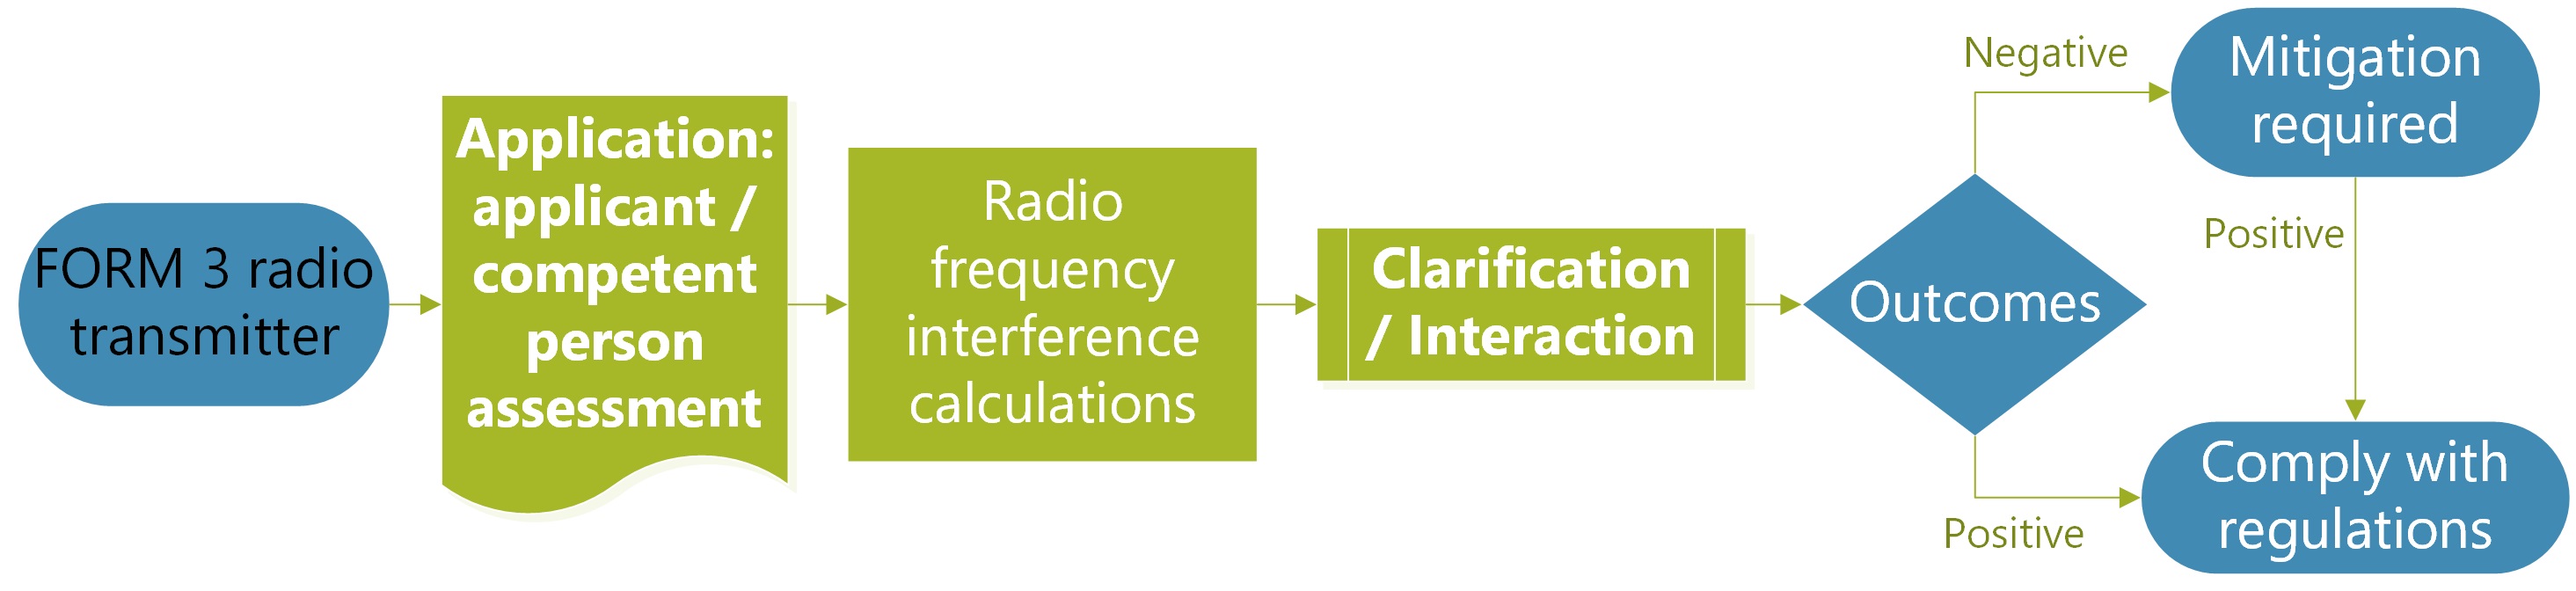 FORM 3 radio
transmitter
Application:
applicant /
competent
person
assessment
Radio
frequency
interference
calculations
Clarification
/ Interaction
Outcomes
Negative
Mitigation
required
Positive
Positive
Comply with
regulations